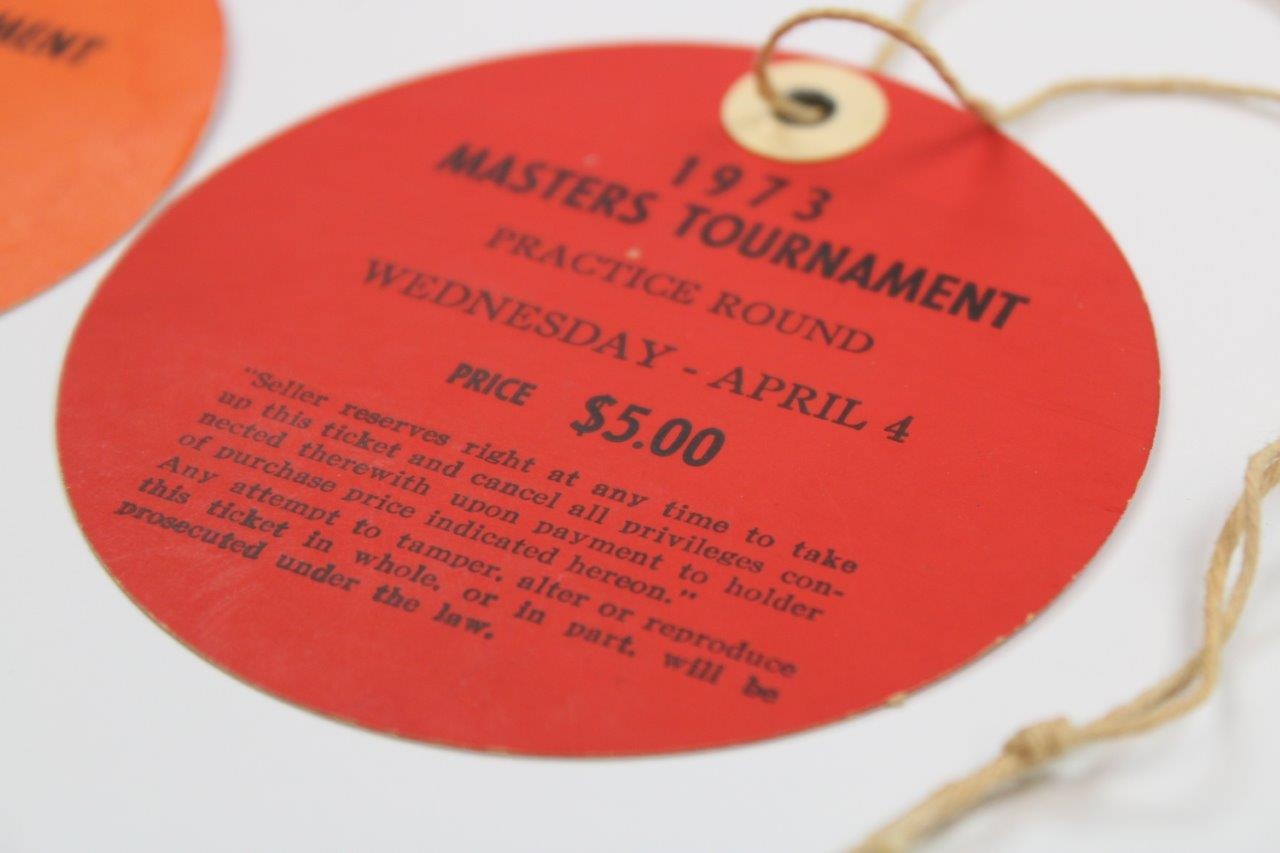 MENT
1973
MASTERS TOURNAMENT
PRACTICE ROUND
WEDNESDAY - APRIL 4
PRICE $5.00
"Seller reserves right at any time to take
up this ticket and cancel all privileges con-
nected therewith upon payment to holder
of purchase price indicated hereon."
Any attempt to tamper, alter or reproduce
this ticket in whole, or in part, will be
prosecuted under the law.